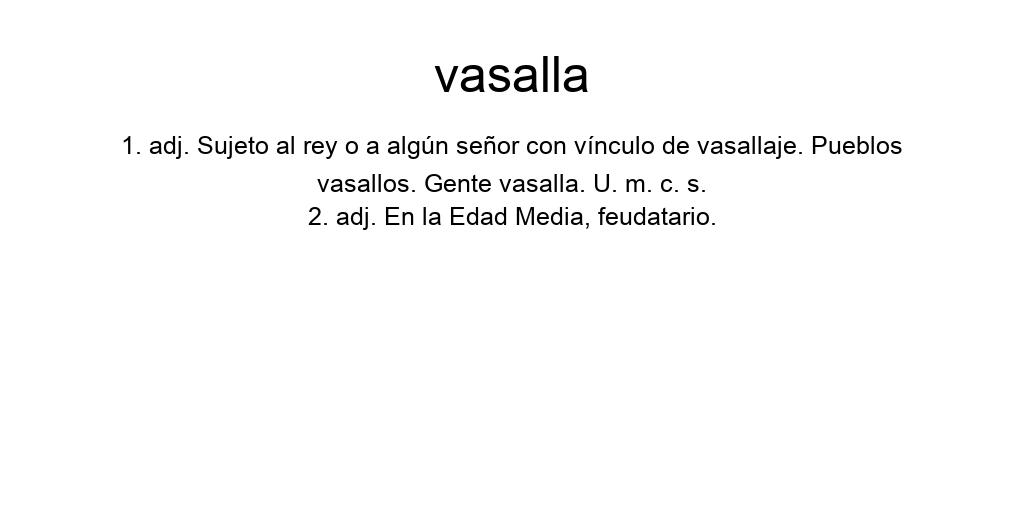 vasalla
1. adj. Sujeto al rey o a algún señor con vínculo de vasallaje. Pueblos
vasallos. Gente vasalla. U. m. c. s.
2. adj. En la Edad Media, feudatario.